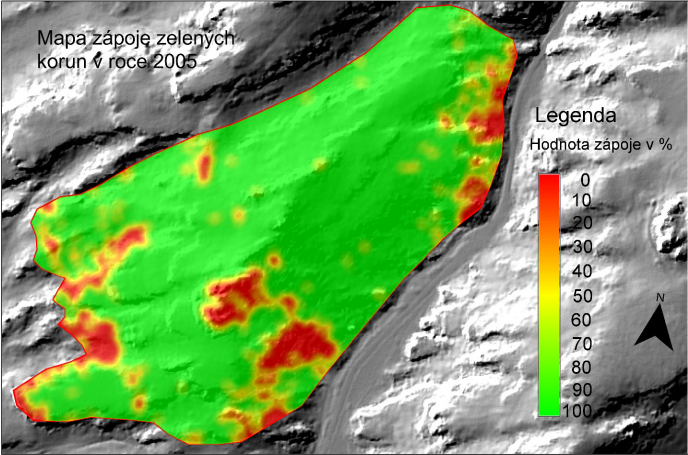 Mapa zápoje zelených
korun v roce 2005
Legenda
Hodnota zápoje v %
0
10
20
30
40
50
60
70
80
90
100
N